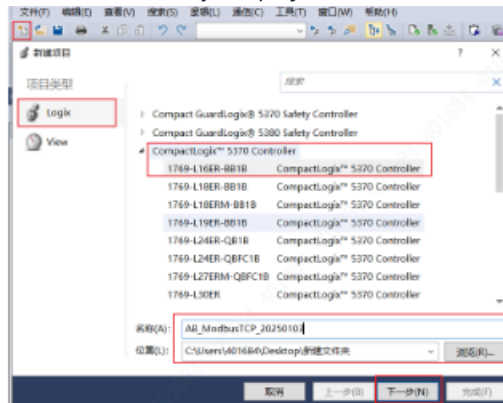 文件(F) 编辑(E) 查看(V) 搜索(S) 逻辑(L) 通信(C) 工具(T) 窗口(W) 帮助(H)
新建项目 ? ×
项目类型 搜索
Logix
View
Compact GuardLogix® 5370 Safety Controller
Compact GuardLogix® 5380 Safety Controller
CompactLogix™ 5370 Controller
1769-L16ER-BB1B CompactLogix™ 5370 Controller
1769-L18ER-BB1B CompactLogix™ 5370 Controller
1769-L18ERM-BB1B CompactLogix™ 5370 Controller
1769-L19ER-BB1B CompactLogix™ 5370 Controller
1769-L24ER-QB1B CompactLogix™ 5370 Controller
1769-L24ER-QBFC1B CompactLogix™ 5370 Controller
1769-L27ERM-QBFC1B CompactLogix™ 5370 Controller
1769-L30ER CompactLogix™ 5370 Controller
名称(A): AB_ModbusTCP_20250103
位置(L): C:\Users\401684\Desktop\新建文件夹 浏览(R)...
取消 上一步(B) 下一步(N) 完成(F)